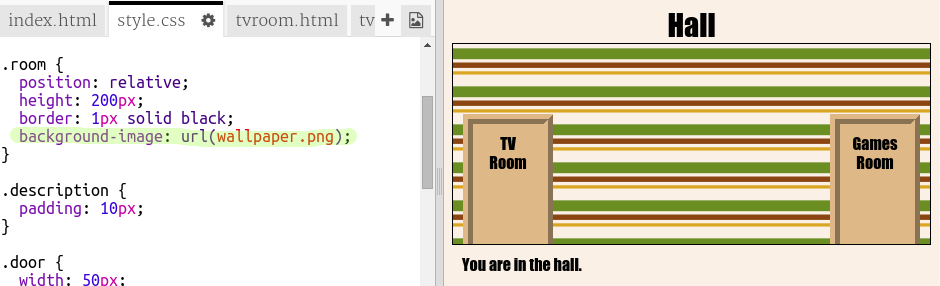 index.html style.css tvroom.html tv
.room {
position: relative;
height: 200px;
border: 1px solid black;
background-image: url(wallpaper.png);
}
.description {
padding: 10px;
}
.door {
width: 50px;
Hall
TV
Room
Games
Room
You are in the hall.